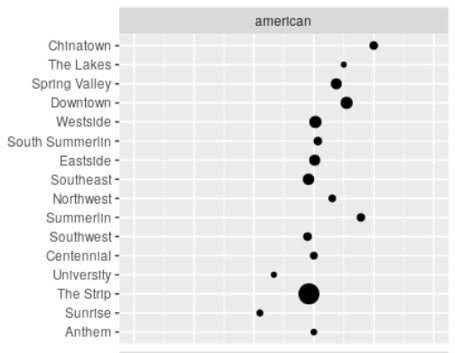 american
Chinatown
The Lakes
Spring Valley
Downtown
Westside
South Summerlin
Eastside
Southeast
Northwest
Summerlin
Southwest
Centennial
University
The Strip
Sunrise
Anthem